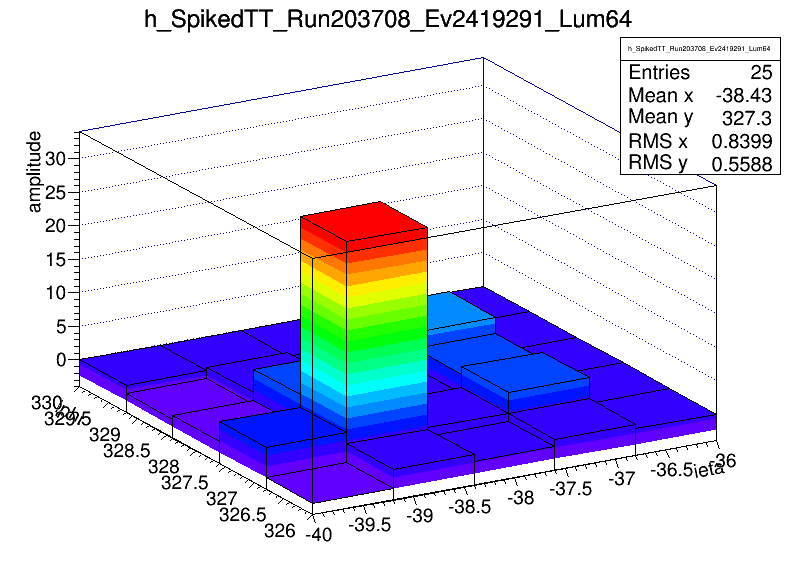 h_SpikedTT_Run203708_Ev2419291_Lum64
h_SpikedTT_Run203708_Ev2419291_Lum64
Entries 25
Mean x -38.43
Mean y 327.3
RMS x 0.8399
RMS y 0.5588
amplitude
30
25
20
15
10
5
0
330
329.5
329
328.5
328
327.5
327
326.5
326
-40
-39.5
-39
-38.5
-38
-37.5
-37
-36.5
-36
ieta